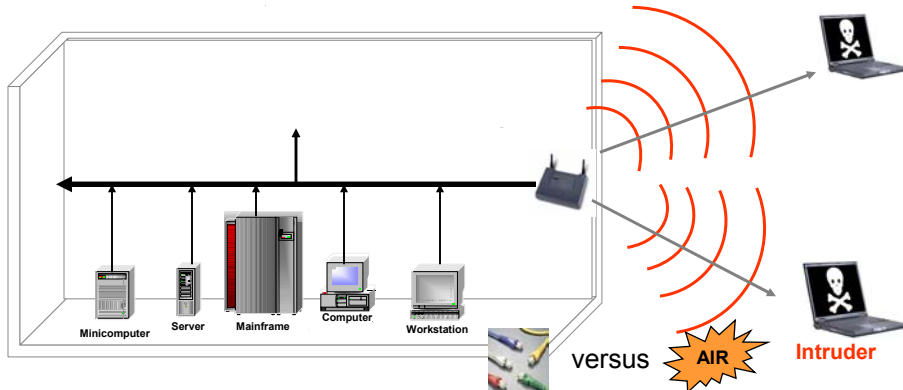 Minicomputer
Server
Mainframe
Computer
Workstation
versus
AIR
Intruder